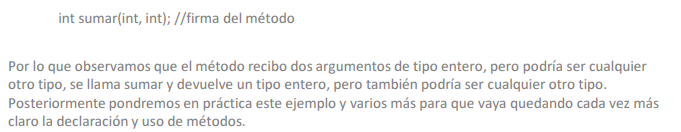 int sumar(int, int); //firma del método
Por lo que observamos que el método recibo dos argumentos de tipo entero, pero podría ser cualquier
otro tipo, se llama sumar y devuelve un tipo entero, pero también podría ser cualquier otro tipo.
Posteriormente pondremos en práctica este ejemplo y varios más para que vaya quedando cada vez más
claro la declaración y uso de métodos.